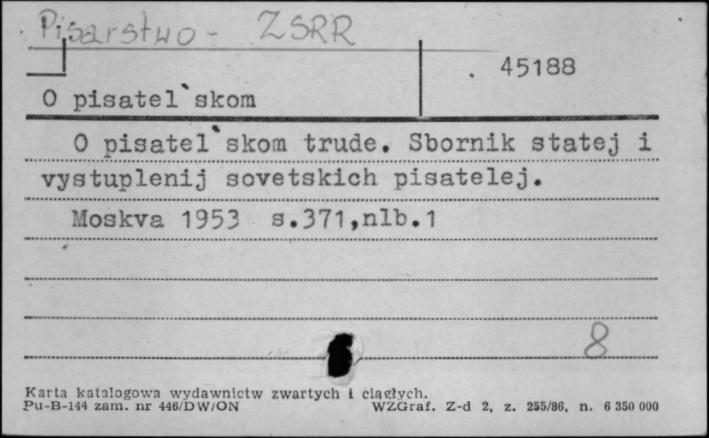 Pisarstwo - ZSRR
45188
O pisatel`skom
O pisatel`skom trude. Sbornik statej i
vystuplenij sovetskich pisatelej.
Moskva 1953 s.371,nlb.1
8
Karta katalogowa wydawnictw zwartych i ciągłych.
Pu-B-144 zam. nr 446/DW/ON WZGraf. Z-d 2, z. 255/86, n. 6 350 000